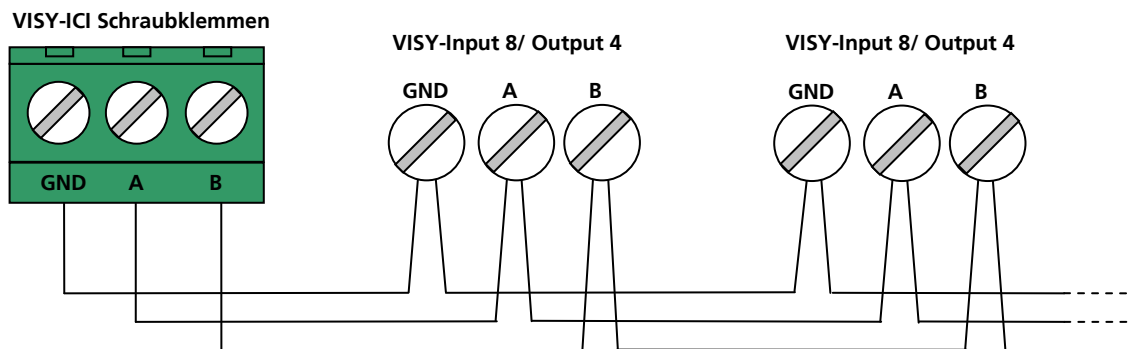 VISY-ICI Schraubklemmen
VISY-Input 8/ Output 4
VISY-Input 8/ Output 4
GND A B
GND A B
GND A B